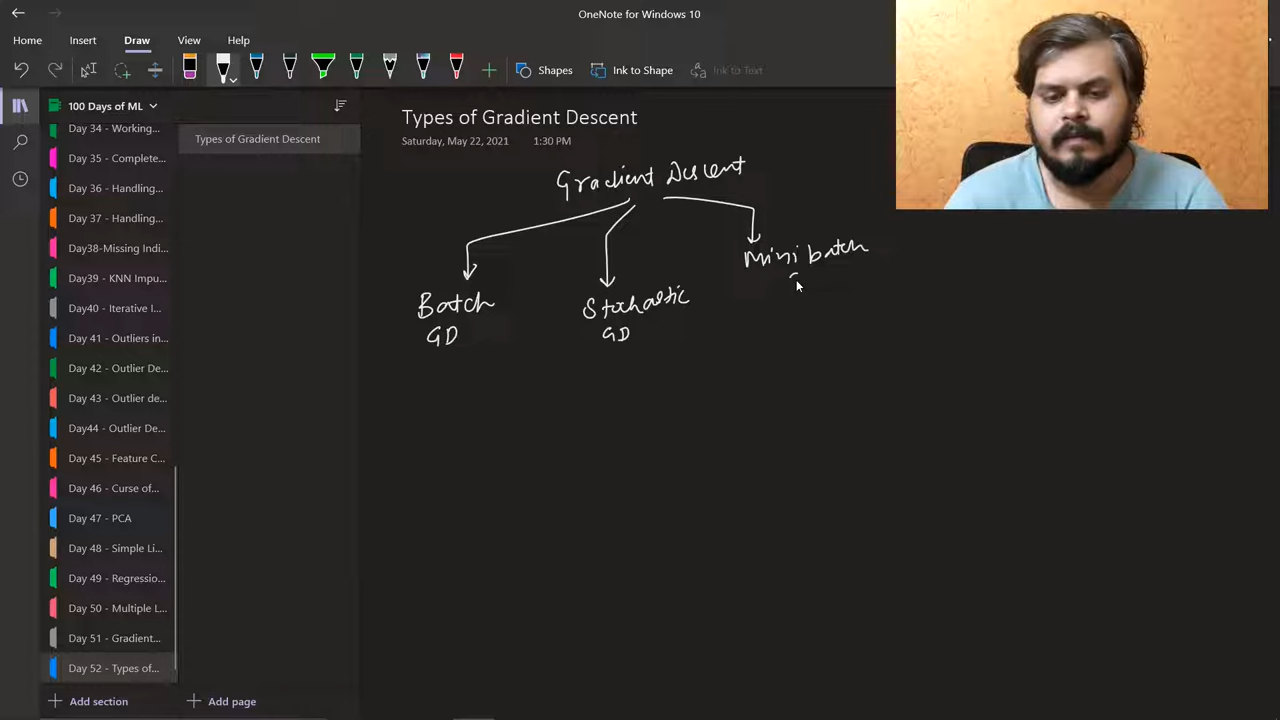 OneNote for Windows 10
Home Insert Draw View Help
Shapes Ink to Shape Ink to Text
100 Days of ML
Day 34 - Working...
Day 35 - Complete...
Day 36 - Handling...
Day 37 - Handling...
Day38-Missing Indi...
Day39 - KNN Impu...
Day40 - Iterative I...
Day 41 - Outliers in...
Day 42 - Outlier De...
Day 43 - Outlier de...
Day44 - Outlier De...
Day 45 - Feature C...
Day 46 - Curse of...
Day 47 - PCA
Day 48 - Simple Li...
Day 49 - Regressio...
Day 50 - Multiple L...
Day 51 - Gradient...
Day 52 - Types of...
Add section
Types of Gradient Descent
Add page
Types of Gradient Descent
Saturday, May 22, 2021 1:30 PM
Gradient Descent
Batch
GD
Stochastic
GD
Mini batch